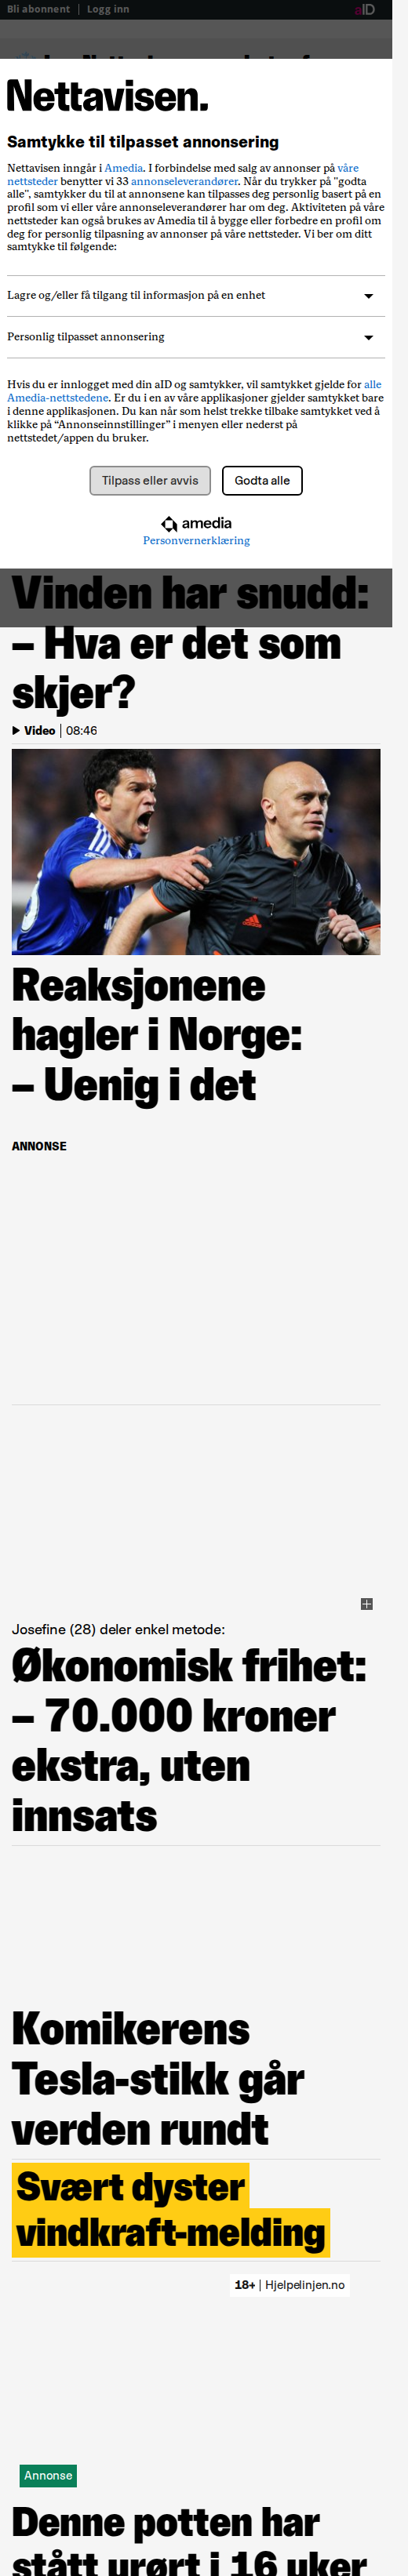 Bli abonnent | Logg inn
aID
Nettavisen.
Samtykke til tilpasset annonsering
Nettavisen inngår i Amedia. I forbindelse med salg av annonser på våre
nettsteder benytter vi 33 annonseleverandører. Når du trykker på "godta
alle", samtykker du til at annonsene kan tilpasses deg personlig basert på en
profil som vi eller våre annonseleverandører har om deg. Aktiviteten på våre
nettsteder kan også brukes av Amedia til å bygge eller forbedre en profil om
deg for personlig tilpasning av annonser på våre nettsteder. Vi ber om ditt
samtykke til følgende:
Lagre og/eller få tilgang til informasjon på en enhet
Personlig tilpasset annonsering
Hvis du er innlogget med din aID og samtykker, vil samtykket gjelde for alle
Amedia-nettstedene. Er du i en av våre applikasjoner gjelder samtykket bare
i denne applikasjonen. Du kan når som helst trekke tilbake samtykket ved å
klikke på “Annonseinnstillinger” i menyen eller nederst på
nettstedet/appen du bruker.
Tilpass eller avvis
Godta alle
amedia
Personvernerklæring
Vinden har snudd:
– Hva er det som
skjer?
Video | 08:46
Reaksjonene
hagler i Norge:
– Uenig i det
ANNONSE
Josefine (28) deler enkel metode:
Økonomisk frihet:
– 70.000 kroner
ekstra, uten
innsats
Komikerens
Tesla-stikk går
verden rundt
Svært dyster
vindkraft-melding
18+ | Hjelpelinjen.no
Annonse
Denne potten har
stått urørt i 16 uker